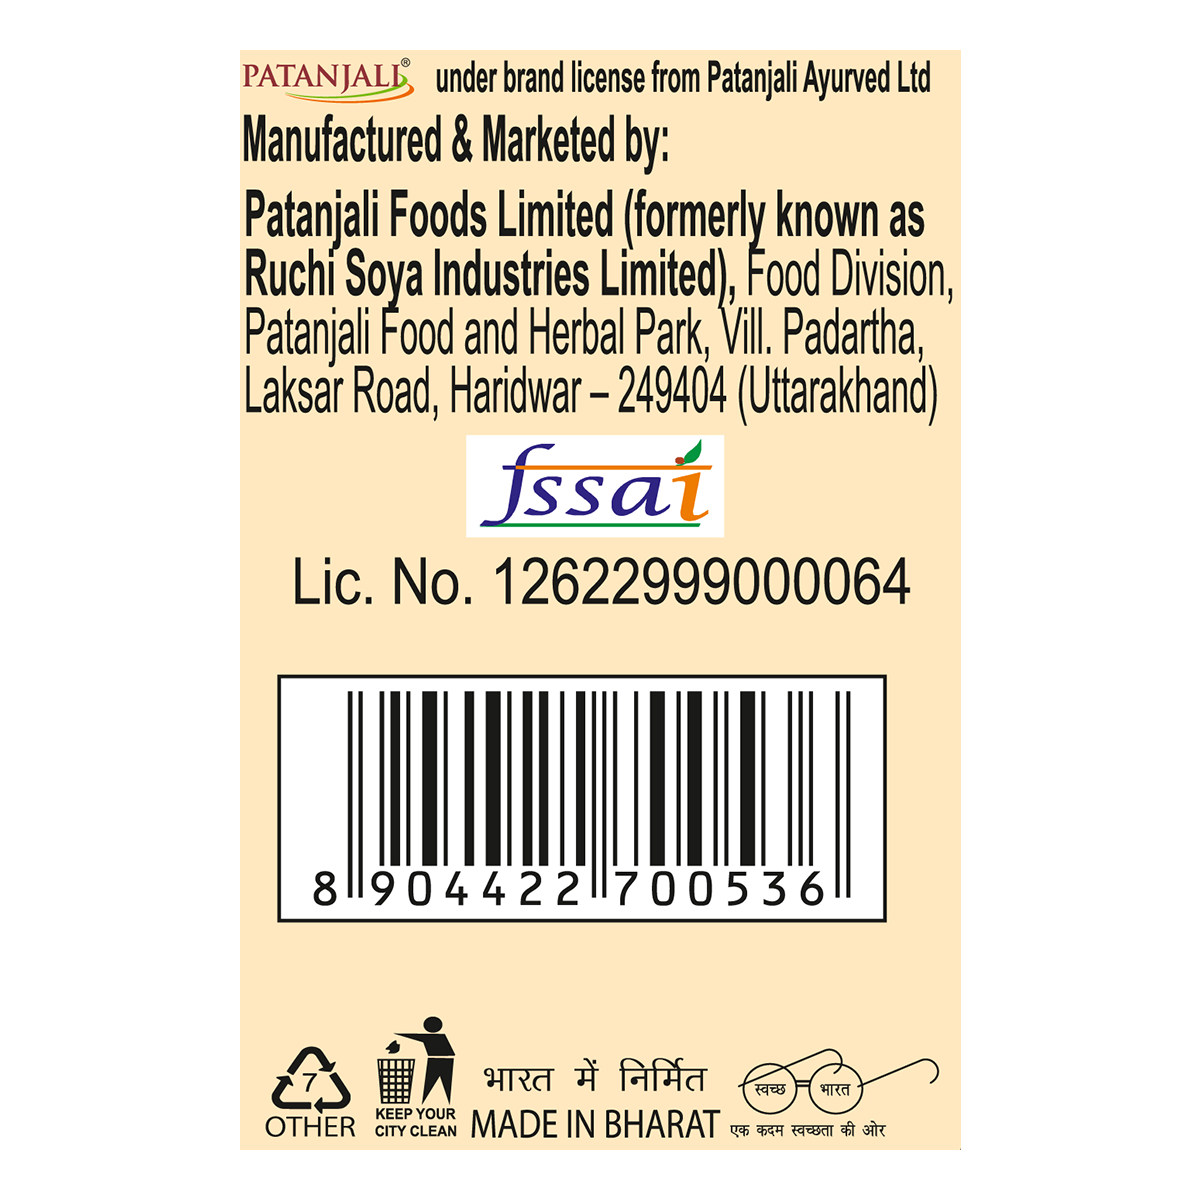 PATANJALI® under brand license from Patanjali Ayurved Ltd
Manufactured & Marketed by:
Patanjali Foods Limited (formerly known as
Ruchi Soya Industries Limited), Food Division,
Patanjali Food and Herbal Park, Vill. Padartha,
Laksar Road, Haridwar – 249404 (Uttarakhand)
fssai
Lic. No. 12622999000064
8 904422 700536
7
OTHER
KEEP YOUR
CITY CLEAN
भारत में निर्मित
MADE IN BHARAT
स्वच्छ भारत
एक कदम स्वच्छता की ओर